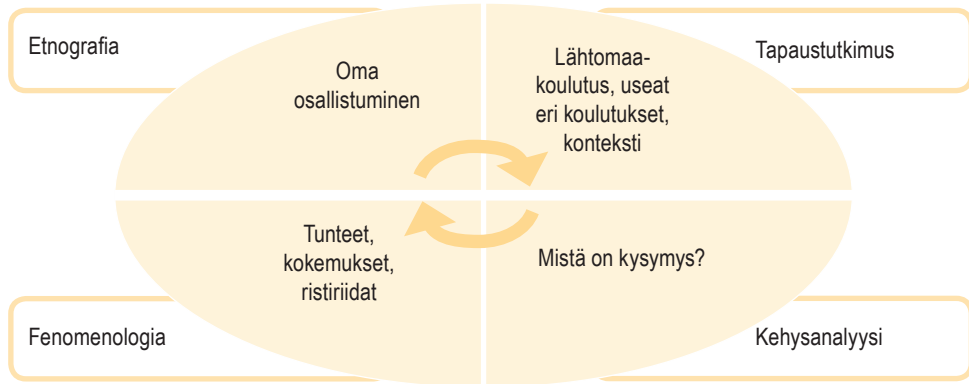 Etnografia
Oma
osallistuminen
Lähtomaa-
koulutus, useat
eri koulutukset,
konteksti
Tapaustutkimus
Fenomenologia
Tunteet,
kokemukset,
ristiriidat
Mistä on kysymys?
Kehysanalyysi